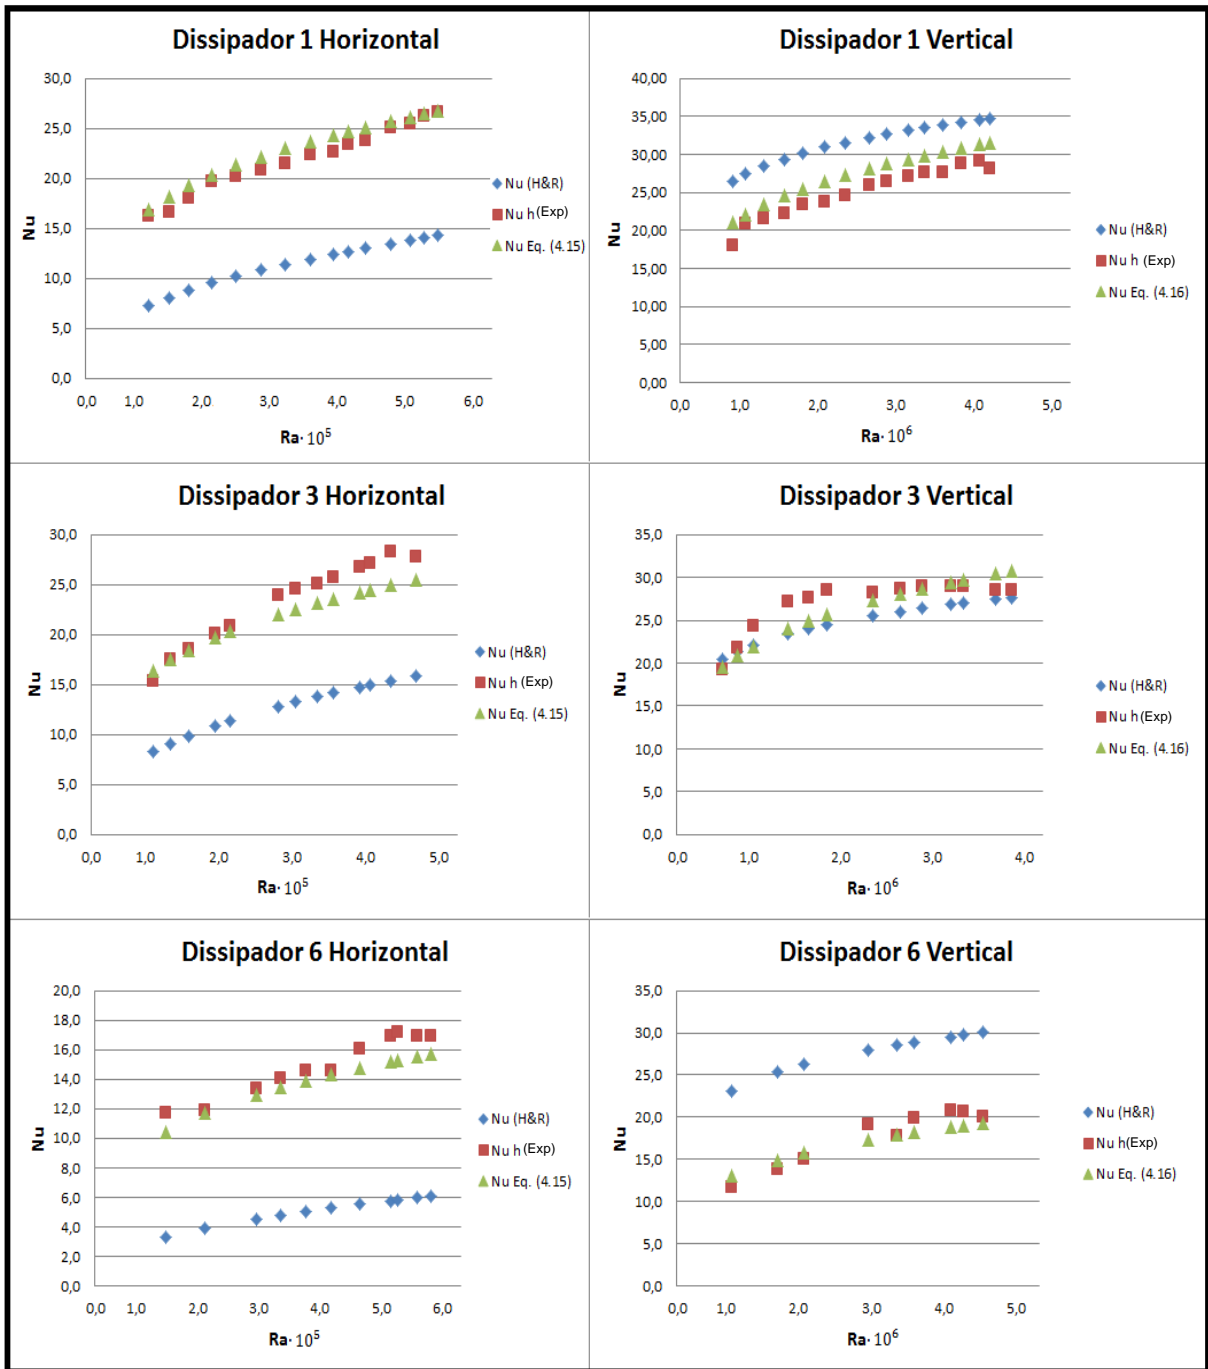 Dissipador 1 Horizontal
Nu
30,0
25,0
20,0
15,0
10,0
5,0
0,0
0,0 1,0 2,0 3,0 4,0 5,0 6,0
Ra· 10⁵
Nu (H&R)
Nu h (Exp)
Nu Eq. (4.15)
Dissipador 1 Vertical
Nu
40,00
35,00
30,00
25,00
20,00
15,00
10,00
5,00
0,00
0,0 1,0 2,0 3,0 4,0 5,0
Ra· 10⁶
Nu (H&R)
Nu h (Exp)
Nu Eq. (4.16)
Dissipador 3 Horizontal
Nu
30,0
25,0
20,0
15,0
10,0
5,0
0,0
0,0 1,0 2,0 3,0 4,0 5,0
Ra· 10⁵
Nu (H&R)
Nu h (Exp)
Nu Eq. (4.15)
Dissipador 3 Vertical
Nu
35,0
30,0
25,0
20,0
15,0
10,0
5,0
0,0
0,0 1,0 2,0 3,0 4,0
Ra· 10⁶
Nu (H&R)
Nu h (Exp)
Nu Eq. (4.16)
Dissipador 6 Horizontal
Nu
20,0
18,0
16,0
14,0
12,0
10,0
8,0
6,0
4,0
2,0
0,0
0,0 1,0 2,0 3,0 4,0 5,0 6,0
Ra· 10⁵
Nu (H&R)
Nu h (Exp)
Nu Eq. (4.15)
Dissipador 6 Vertical
Nu
35,0
30,0
25,0
20,0
15,0
10,0
5,0
0,0
0,0 1,0 2,0 3,0 4,0 5,0
Ra· 10⁶
Nu (H&R)
Nu h(Exp)
Nu Eq. (4.16)